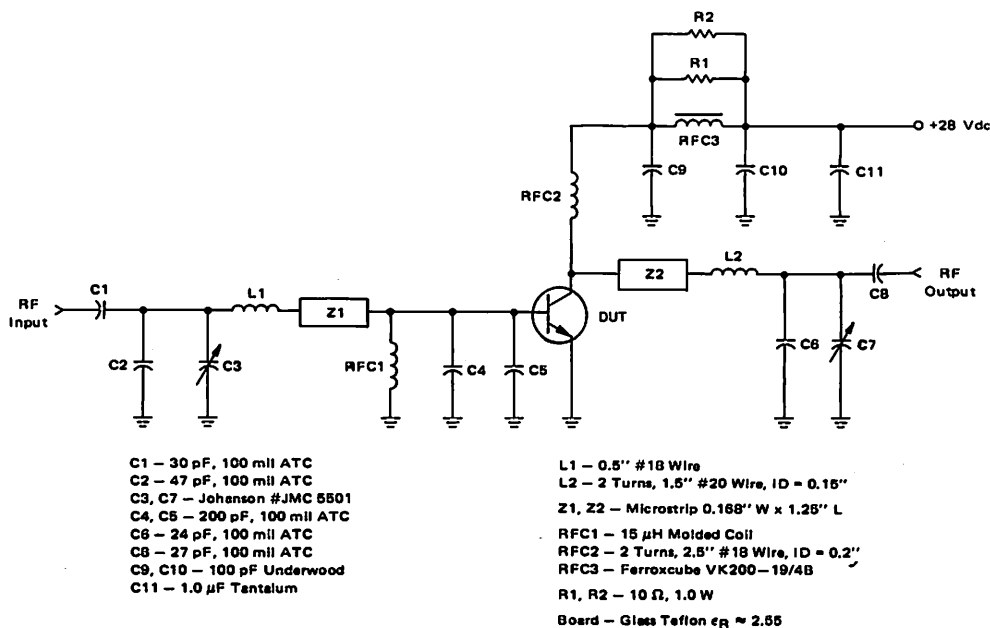 R2
R1
RFC3
+28 Vdc
C9
C10
C11
RFC2
L2
Z2
C8
RF
Output
C1
RF
Input
L1
Z1
DUT
C2
C3
RFC1
C4
C5
C6
C7
C1 – 30 pF, 100 mil ATC
C2 – 47 pF, 100 mil ATC
C3, C7 – Johanson #JMC 5501
C4, C5 – 200 pF, 100 mil ATC
C6 – 24 pF, 100 mil ATC
C8 – 27 pF, 100 mil ATC
C9, C10 – 100 pF Underwood
C11 – 1.0 µF Tantalum
L1 – 0.5" #18 Wire
L2 – 2 Turns, 1.5" #20 Wire, ID = 0.15"
Z1, Z2 – Microstrip 0.168" W x 1.25" L
RFC1 – 15 µH Molded Coil
RFC2 – 2 Turns, 2.5" #18 Wire, ID = 0.2"
RFC3 – Ferroxcube VK200–19/4B
R1, R2 – 10 Ω, 1.0 W
Board – Glass Teflon εR ≈ 2.55